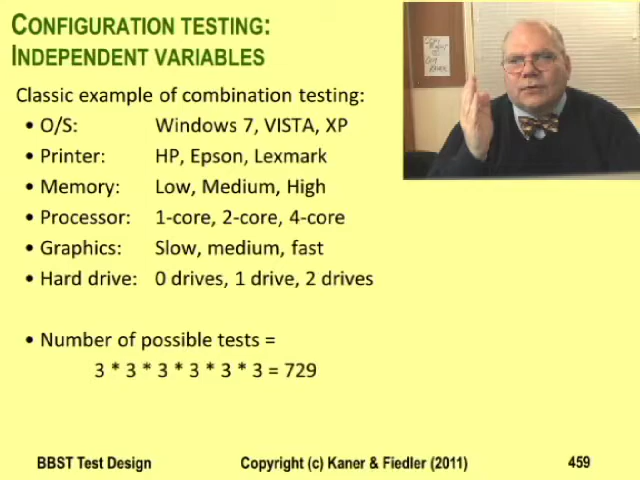 CONFIGURATION TESTING:
INDEPENDENT VARIABLES
Classic example of combination testing:
• O/S: Windows 7, VISTA, XP
• Printer: HP, Epson, Lexmark
• Memory: Low, Medium, High
• Processor: 1-core, 2-core, 4-core
• Graphics: Slow, medium, fast
• Hard drive: 0 drives, 1 drive, 2 drives
• Number of possible tests =
3 * 3 * 3 * 3 * 3 * 3 = 729
BBST Test Design Copyright (c) Kaner & Fiedler (2011) 459